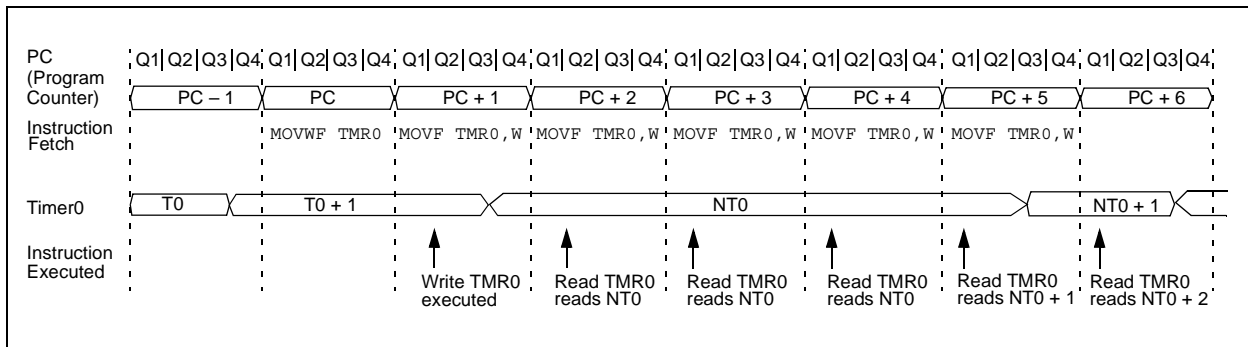 PC
(Program
Counter)
Q1 Q2 Q3 Q4 Q1 Q2 Q3 Q4 Q1 Q2 Q3 Q4 Q1 Q2 Q3 Q4 Q1 Q2 Q3 Q4 Q1 Q2 Q3 Q4 Q1 Q2 Q3 Q4 Q1 Q2 Q3 Q4
PC – 1 PC PC + 1 PC + 2 PC + 3 PC + 4 PC + 5 PC + 6
Instruction
Fetch
MOVWF TMR0 MOVF TMR0,W MOVF TMR0,W MOVF TMR0,W MOVF TMR0,W MOVF TMR0,W
Timer0
T0 T0 + 1 NT0 NT0 + 1
Instruction
Executed
Write TMR0
executed
Read TMR0
reads NT0
Read TMR0
reads NT0
Read TMR0
reads NT0
Read TMR0
reads NT0 + 1
Read TMR0
reads NT0 + 2